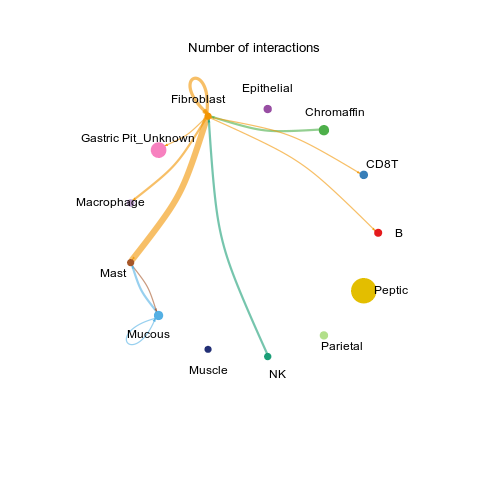 Number of interactions
Epithelial
Fibroblast
Chromaffin
Gastric Pit_Unknown
CD8T
Macrophage
B
Mast
Peptic
Mucous
Parietal
Muscle
NK